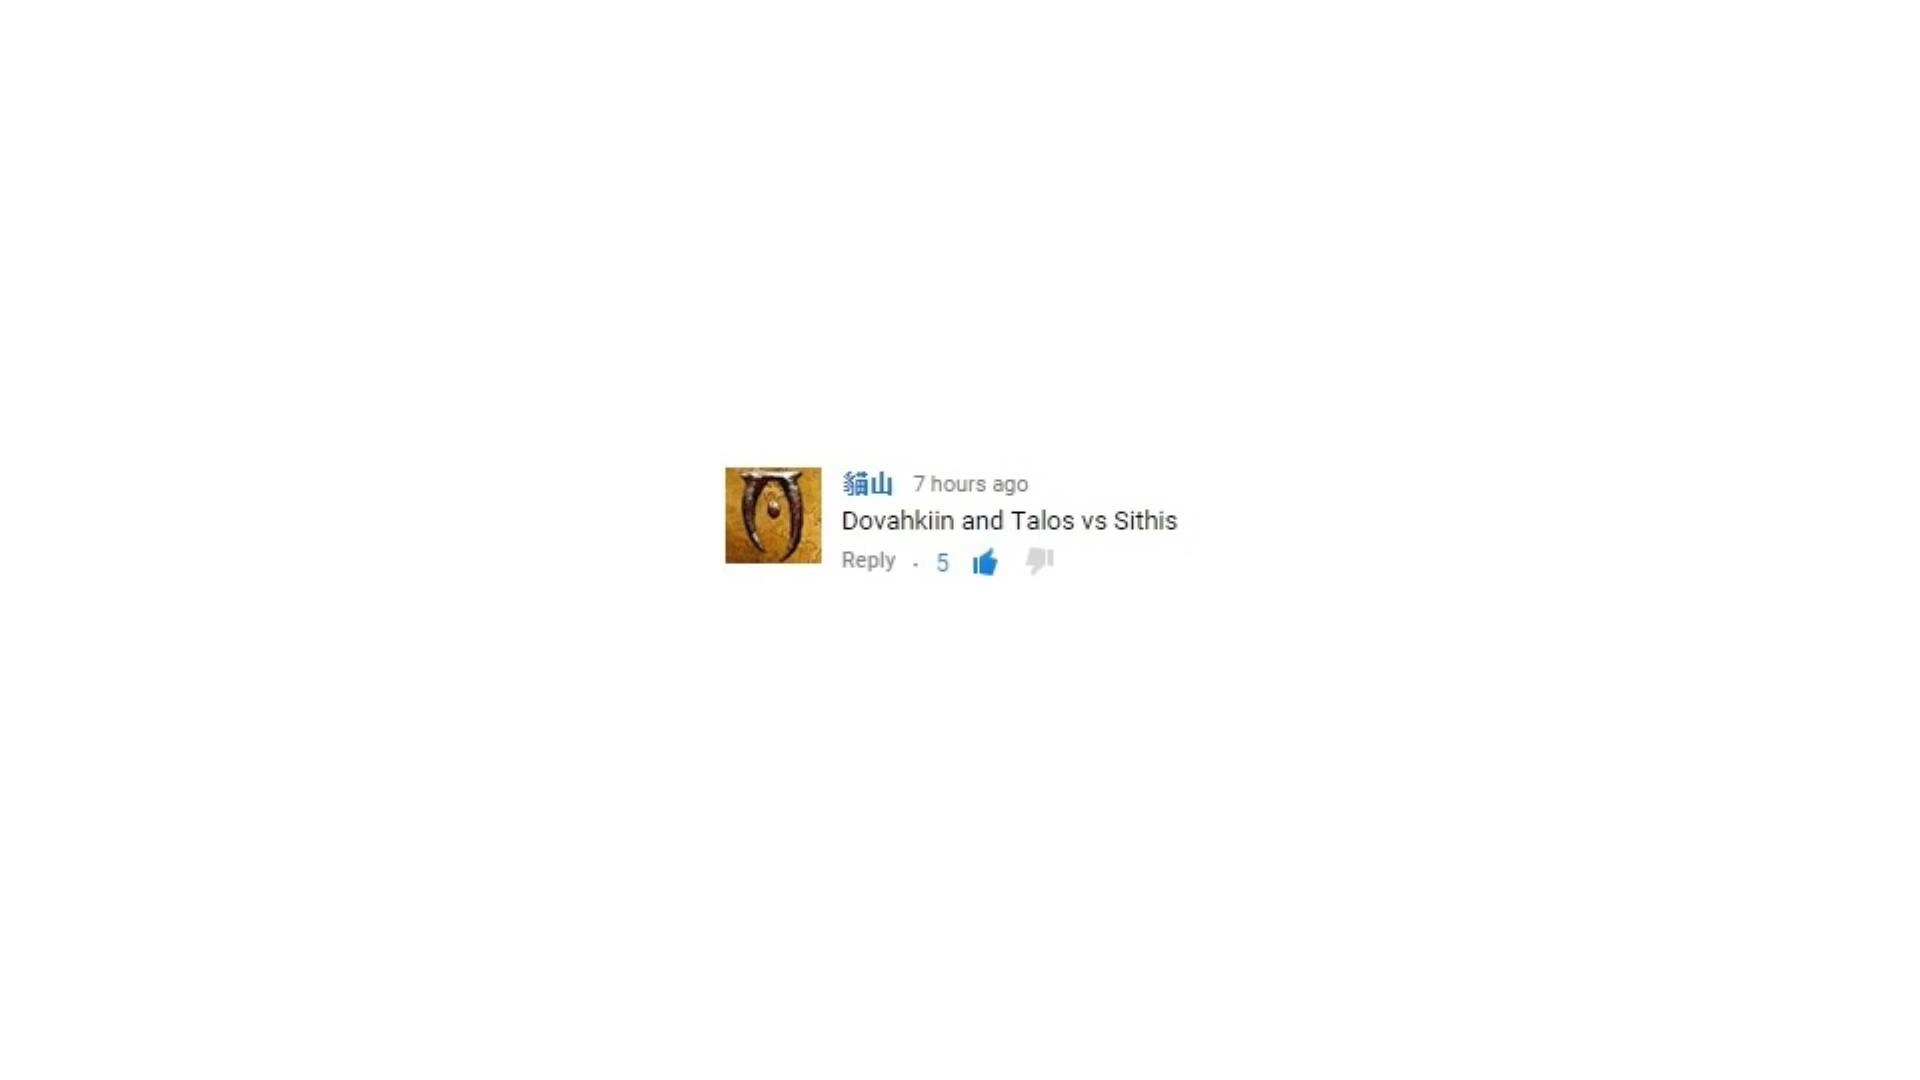 貓山 7 hours ago
Dovahkiin and Talos vs Sithis
Reply . 5